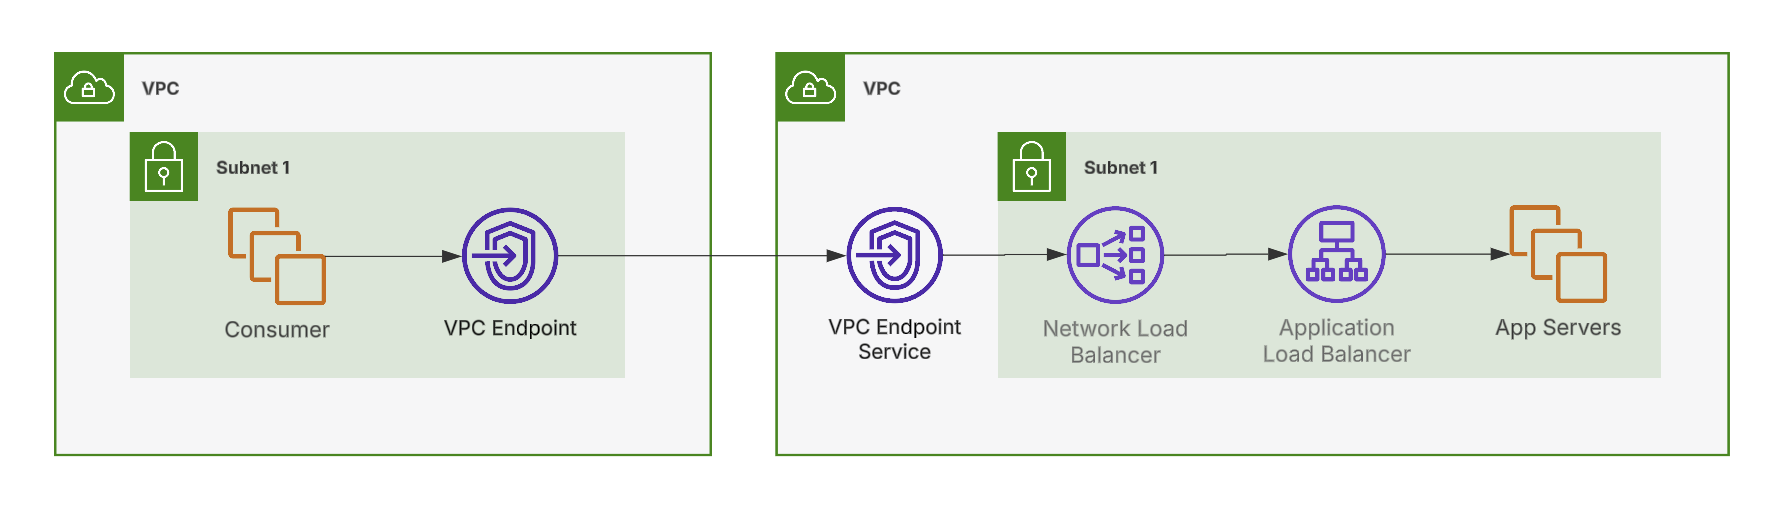 VPC
Subnet 1
Consumer
VPC Endpoint
VPC
Subnet 1
VPC Endpoint
Service
Network Load
Balancer
Application
Load Balancer
App Servers